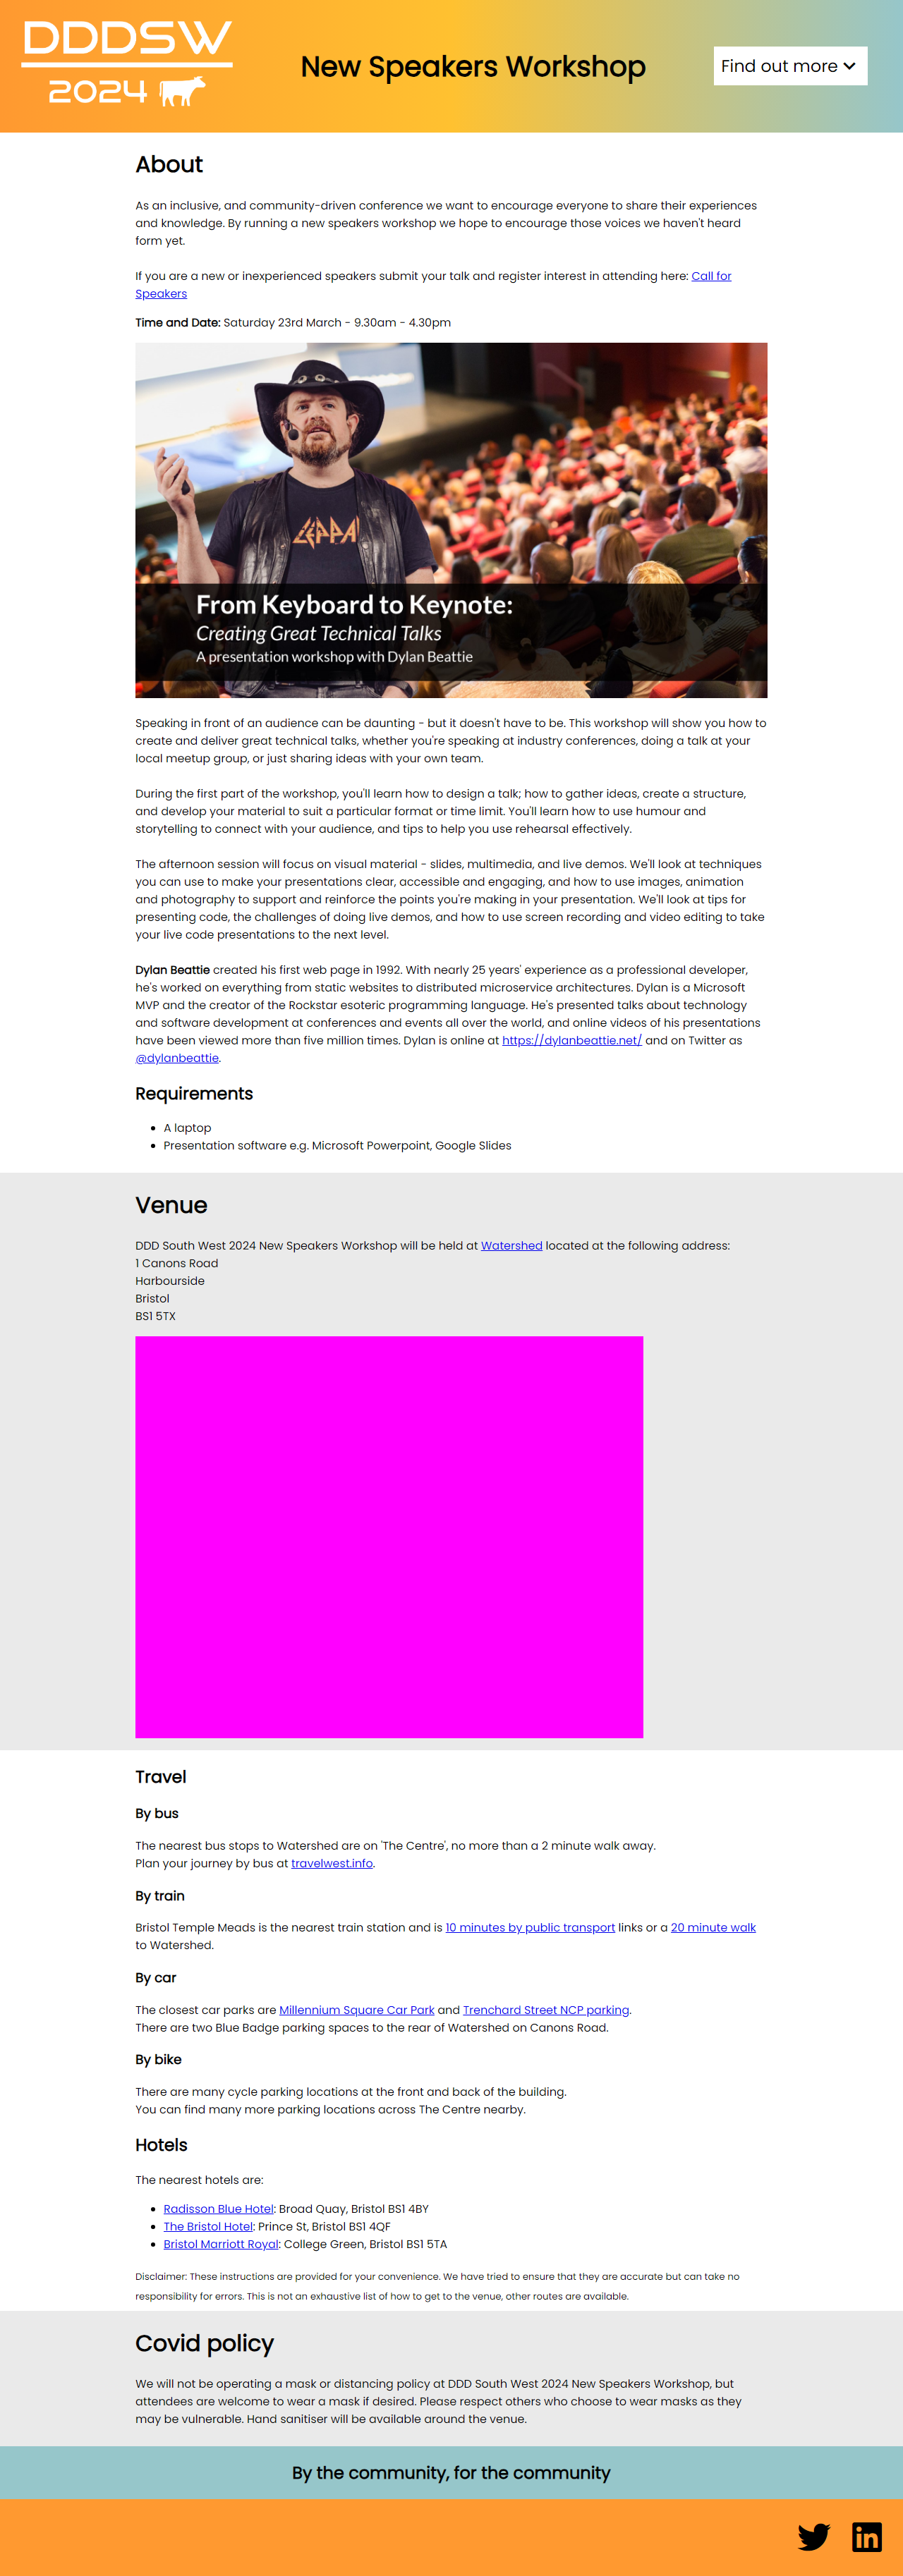 DDDSW
2024
New Speakers Workshop
Find out more
About
As an inclusive, and community-driven conference we want to encourage everyone to share their experiences
and knowledge. By running a new speakers workshop we hope to encourage those voices we haven't heard
form yet.
If you are a new or inexperienced speakers submit your talk and register interest in attending here: Call for
Speakers
Time and Date: Saturday 23rd March - 9.30am - 4.30pm
From Keyboard to Keynote:
Creating Great Technical Talks
A presentation workshop with Dylan Beattie
Speaking in front of an audience can be daunting - but it doesn't have to be. This workshop will show you how to
create and deliver great technical talks, whether you're speaking at industry conferences, doing a talk at your
local meetup group, or just sharing ideas with your own team.
During the first part of the workshop, you'll learn how to design a talk; how to gather ideas, create a structure,
and develop your material to suit a particular format or time limit. You'll learn how to use humour and
storytelling to connect with your audience, and tips to help you use rehearsal effectively.
The afternoon session will focus on visual material - slides, multimedia, and live demos. We'll look at techniques
you can use to make your presentations clear, accessible and engaging, and how to use images, animation
and photography to support and reinforce the points you're making in your presentation. We'll look at tips for
presenting code, the challenges of doing live demos, and how to use screen recording and video editing to take
your live code presentations to the next level.
Dylan Beattie created his first web page in 1992. With nearly 25 years' experience as a professional developer,
he's worked on everything from static websites to distributed microservice architectures. Dylan is a Microsoft
MVP and the creator of the Rockstar esoteric programming language. He's presented talks about technology
and software development at conferences and events all over the world, and online videos of his presentations
have been viewed more than five million times. Dylan is online at https://dylanbeattie.net/ and on Twitter as
@dylanbeattie.
Requirements
• A laptop
• Presentation software e.g. Microsoft Powerpoint, Google Slides
Venue
DDD South West 2024 New Speakers Workshop will be held at Watershed located at the following address:
1 Canons Road
Harbourside
Bristol
BS1 5TX
Travel
By bus
The nearest bus stops to Watershed are on 'The Centre', no more than a 2 minute walk away.
Plan your journey by bus at travelwest.info.
By train
Bristol Temple Meads is the nearest train station and is 10 minutes by public transport links or a 20 minute walk
to Watershed.
By car
The closest car parks are Millennium Square Car Park and Trenchard Street NCP parking.
There are two Blue Badge parking spaces to the rear of Watershed on Canons Road.
By bike
There are many cycle parking locations at the front and back of the building.
You can find many more parking locations across The Centre nearby.
Hotels
The nearest hotels are:
• Radisson Blue Hotel: Broad Quay, Bristol BS1 4BY
• The Bristol Hotel: Prince St, Bristol BS1 4QF
• Bristol Marriott Royal: College Green, Bristol BS1 5TA
Disclaimer: These instructions are provided for your convenience. We have tried to ensure that they are accurate but can take no
responsibility for errors. This is not an exhaustive list of how to get to the venue, other routes are available.
Covid policy
We will not be operating a mask or distancing policy at DDD South West 2024 New Speakers Workshop, but
attendees are welcome to wear a mask if desired. Please respect others who choose to wear masks as they
may be vulnerable. Hand sanitiser will be available around the venue.
By the community, for the community
in